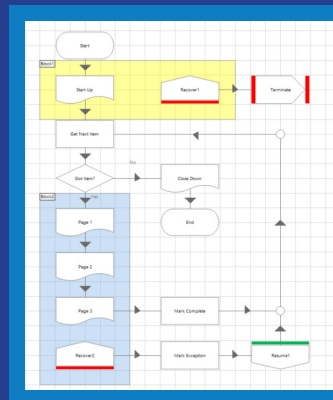 Start
Block1
Start Up
Recover1
Terminate
Get Next Item
Got Item?
No
Close Down
Yes
Block2
Page 1
End
Page 2
Page 3
Mark Complete
Recover2
Mark Exception
Resume1